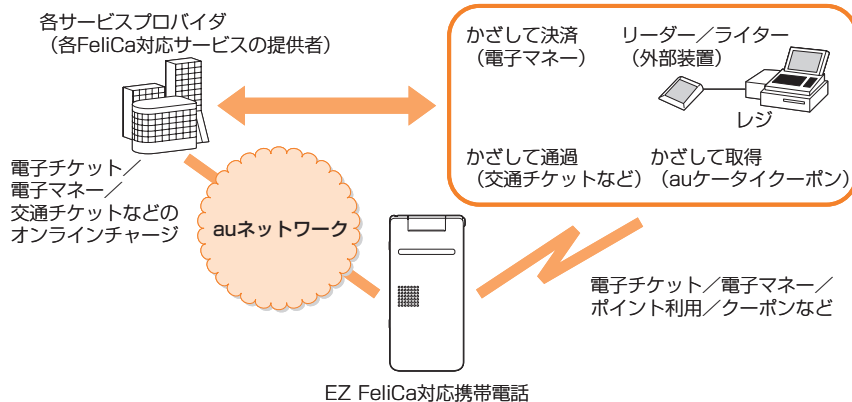 各サービスプロバイダ
（各FeliCa対応サービスの提供者）
かざして決済
（電子マネー）
リーダー／ライター
（外部装置）
レジ
かざして通過
（交通チケットなど）
かざして取得
（auケータイクーポン）
電子チケット／
電子マネー／
交通チケットなどの
オンラインチャージ
auネットワーク
電子チケット／電子マネー／
ポイント利用／クーポンなど
EZ FeliCa対応携帯電話